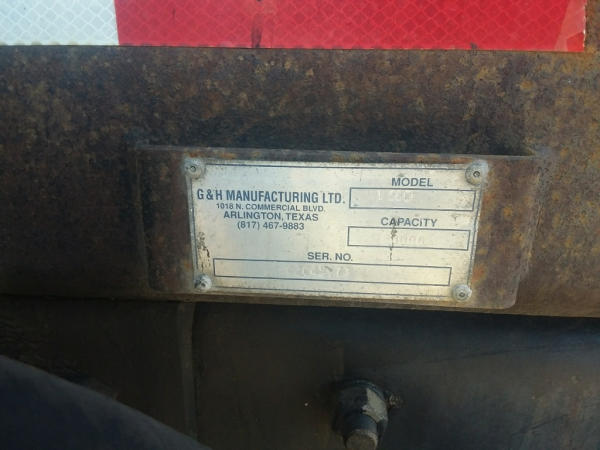 G & H MANUFACTURING LTD.
1018 N. COMMERCIAL BLVD.
ARLINGTON, TEXAS
(817) 467-9883
MODEL
CAPACITY
SER. NO.